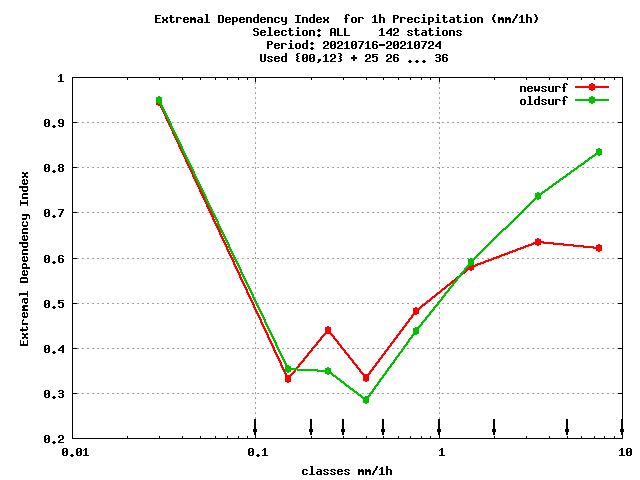 Extremal Dependency Index  for 1h Precipitation (mm/1h)
Selection: ALL    142 stations
Period: 20210716-20210724
Used {00,12} + 25 26 ... 36
newsurf
oldsurf
Extremal Dependency Index
1
0.9
0.8
0.7
0.6
0.5
0.4
0.3
0.2
0.01
0.1
1
10
classes mm/1h